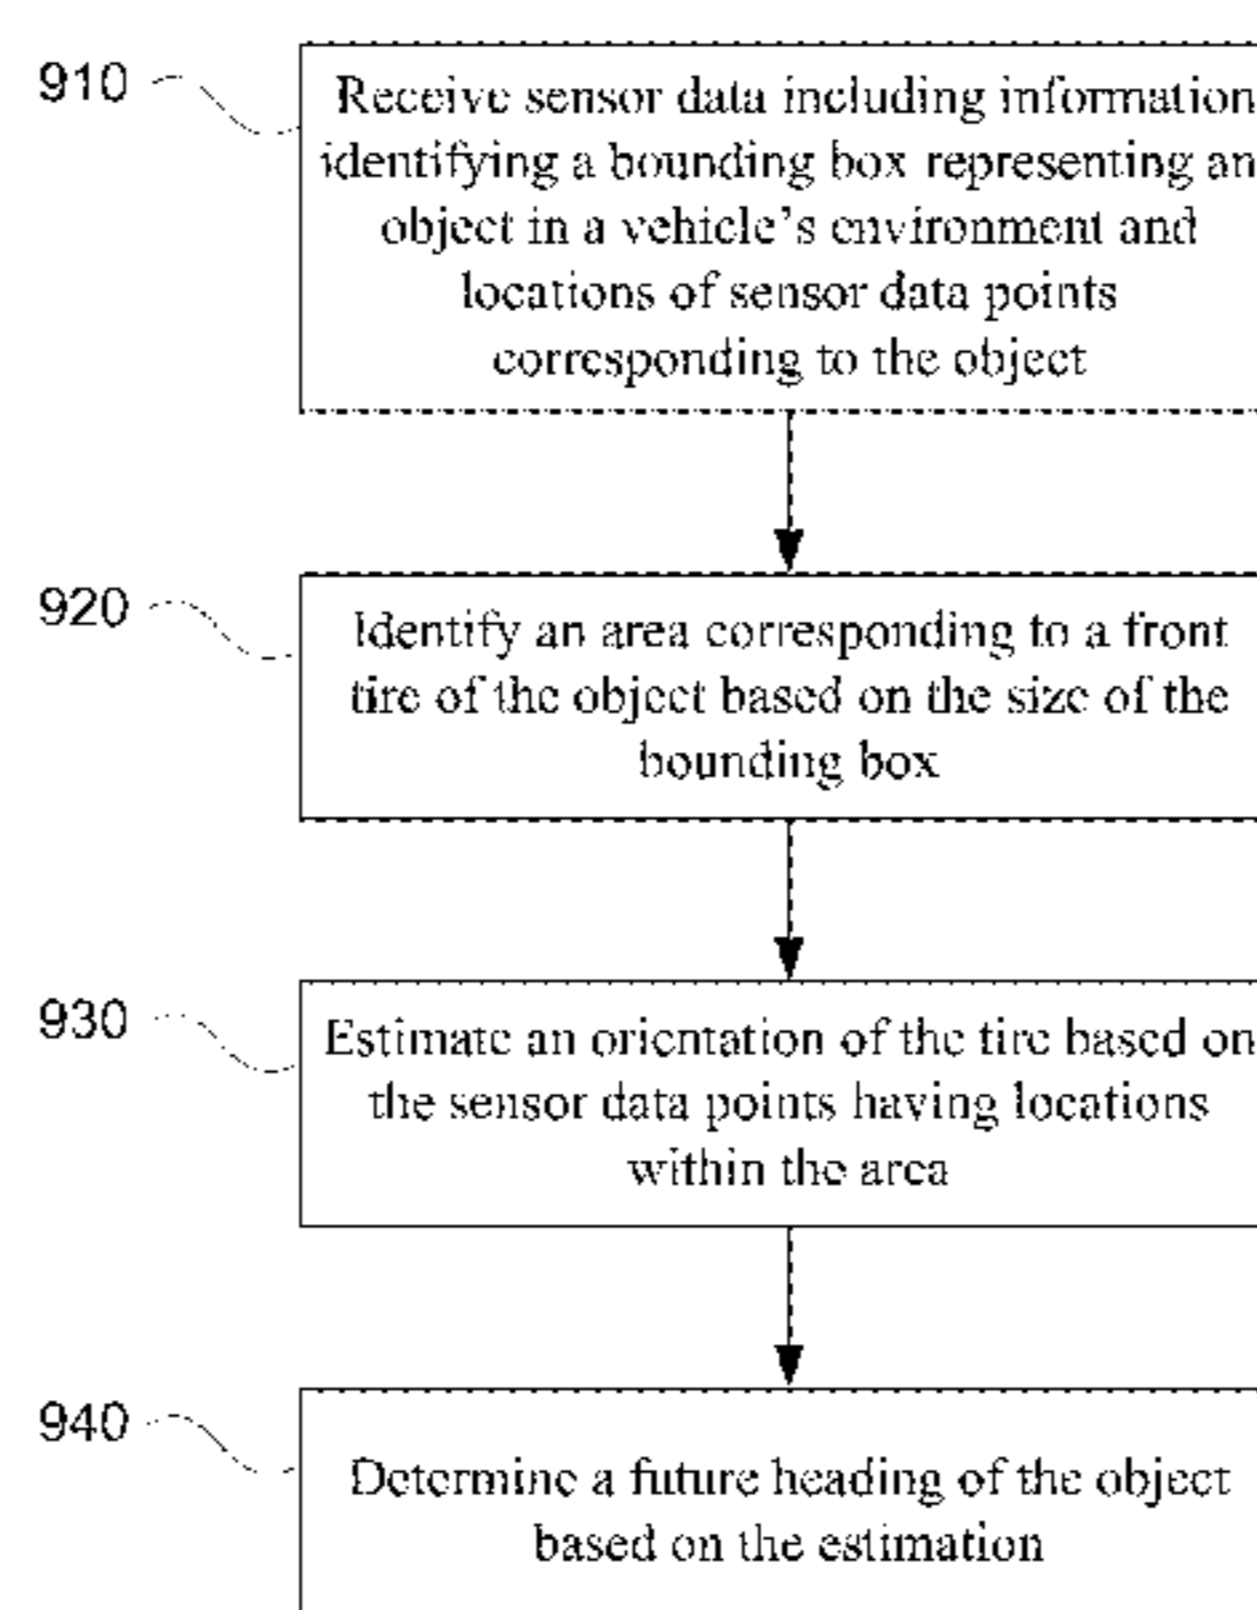 910
Receive sensor data including information
identifying a bounding box representing an
object in a vehicle's environment and
locations of sensor data points
corresponding to the object
920
Identify an area corresponding to a front
tire of the object based on the size of the
bounding box
930
Estimate an orientation of the tire based on
the sensor data points having locations
within the area
940
Determine a future heading of the object
based on the estimation